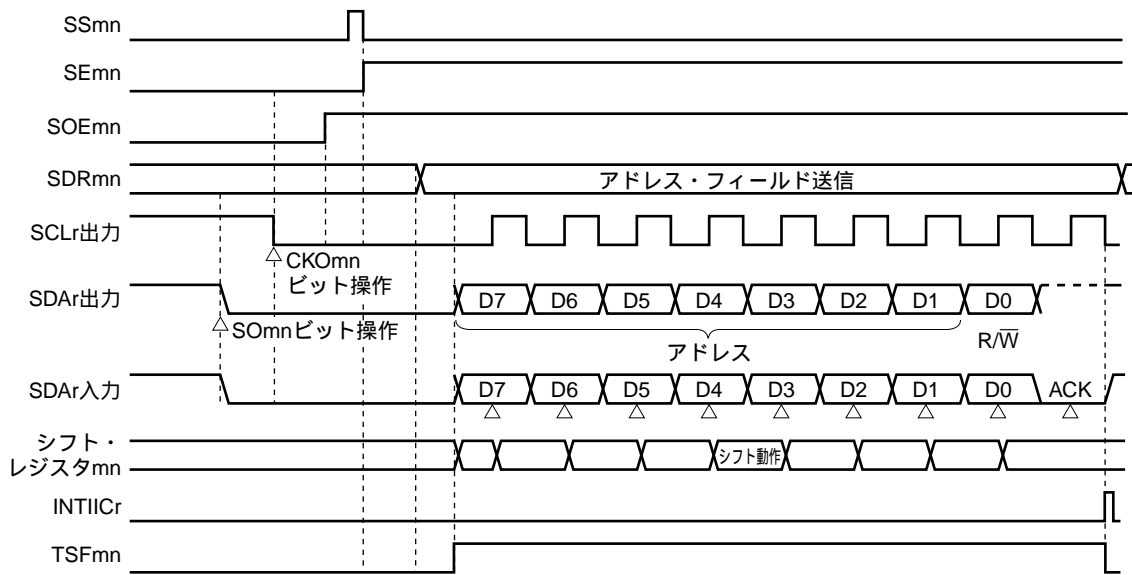 SSmn
SEmn
SOEmn
SDRmn
アドレス・フィールド送信
SCLr出力
CKOmn
ビット操作
SDAr出力
D7 D6 D5 D4 D3 D2 D1 D0
SOmnビット操作
アドレス
R/W̅
SDAr入力
D7 D6 D5 D4 D3 D2 D1 D0 ACK
シフト・
レジスタmn
シフト動作
INTIICr
TSFmn